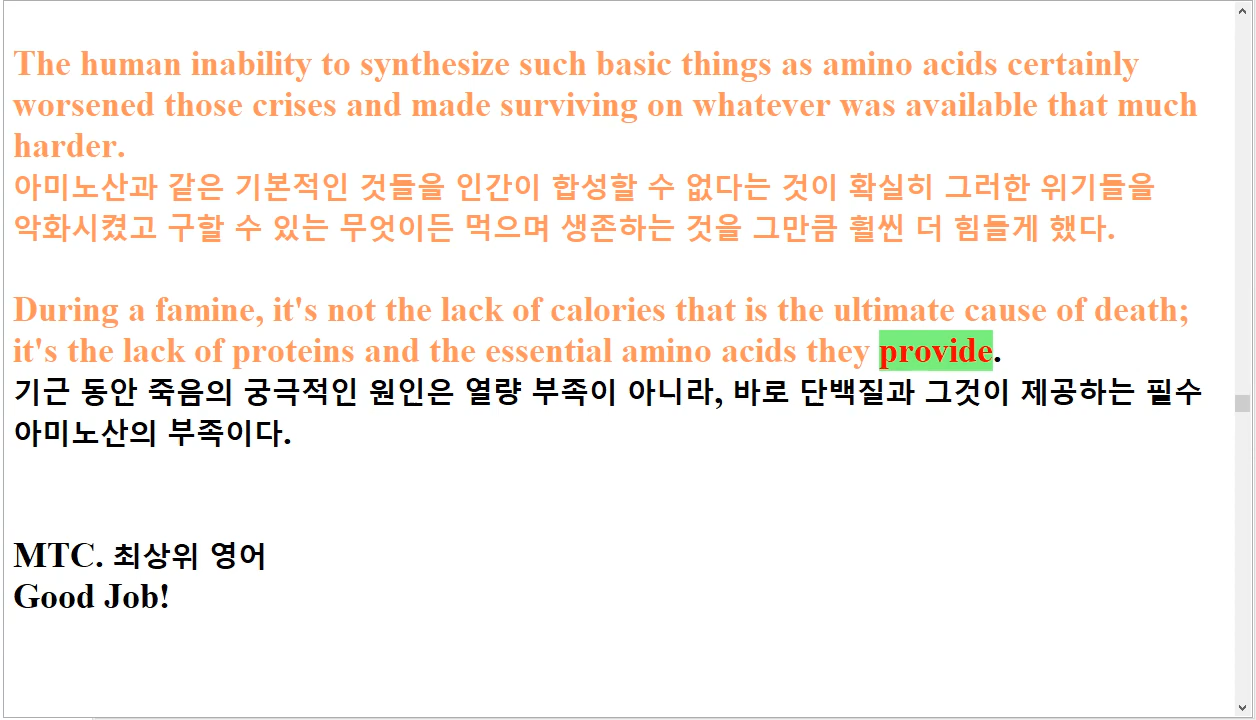 The human inability to synthesize such basic things as amino acids certainly
worsened those crises and made surviving on whatever was available that much
harder.
아미노산과 같은 기본적인 것들을 인간이 합성할 수 없다는 것이 확실히 그러한 위기들을
악화시켰고 구할 수 있는 무엇이든 먹으며 생존하는 것을 그만큼 훨씬 더 힘들게 했다.
During a famine, it's not the lack of calories that is the ultimate cause of death;
it's the lack of proteins and the essential amino acids they provide.
기근 동안 죽음의 궁극적인 원인은 열량 부족이 아니라, 바로 단백질과 그것이 제공하는 필수
아미노산의 부족이다.
MTC. 최상위 영어
Good Job!